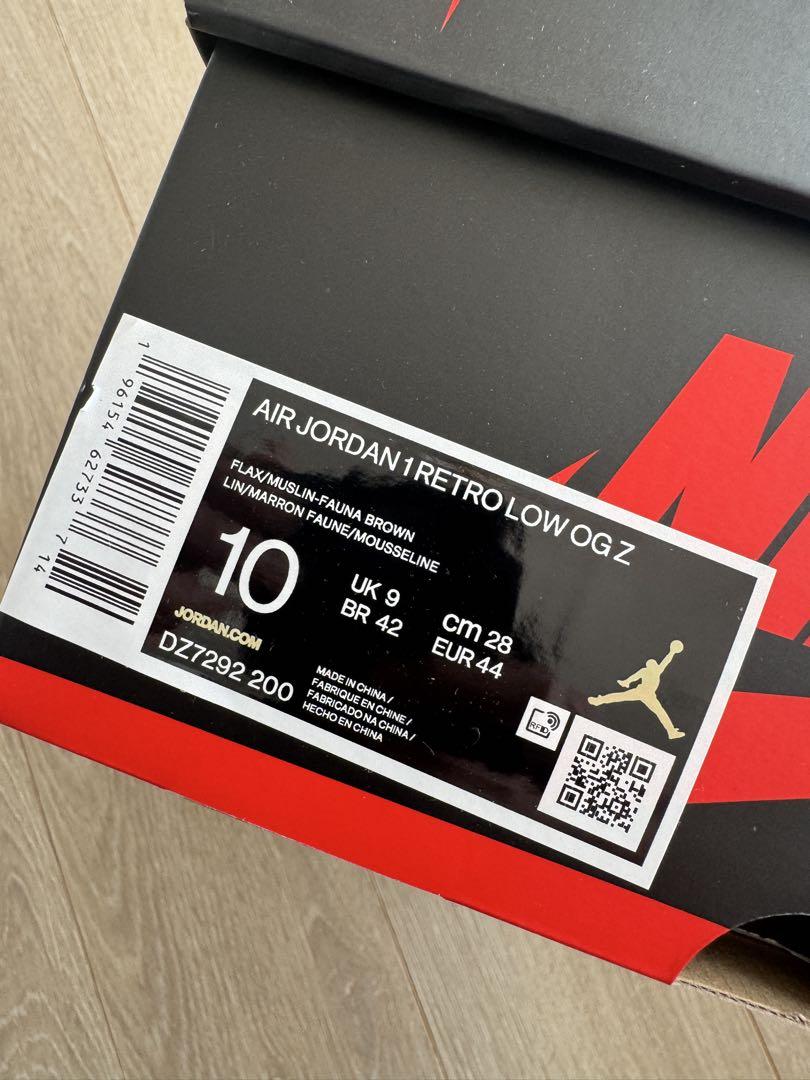 AIR JORDAN 1 RETRO LOW OG Z
FLAX/MUSLIN-FAUNA BROWN
LIN/MARRON FAUNE/MOUSSELINE
10
UK 9
BR 42
cm 28
EUR 44
JORDAN.COM
DZ7292 200
MADE IN CHINA /
FABRIQUE EN CHINE /
FABRICADO NA CHINA /
HECHO EN CHINA
RFID
1 96154 62733 7 14